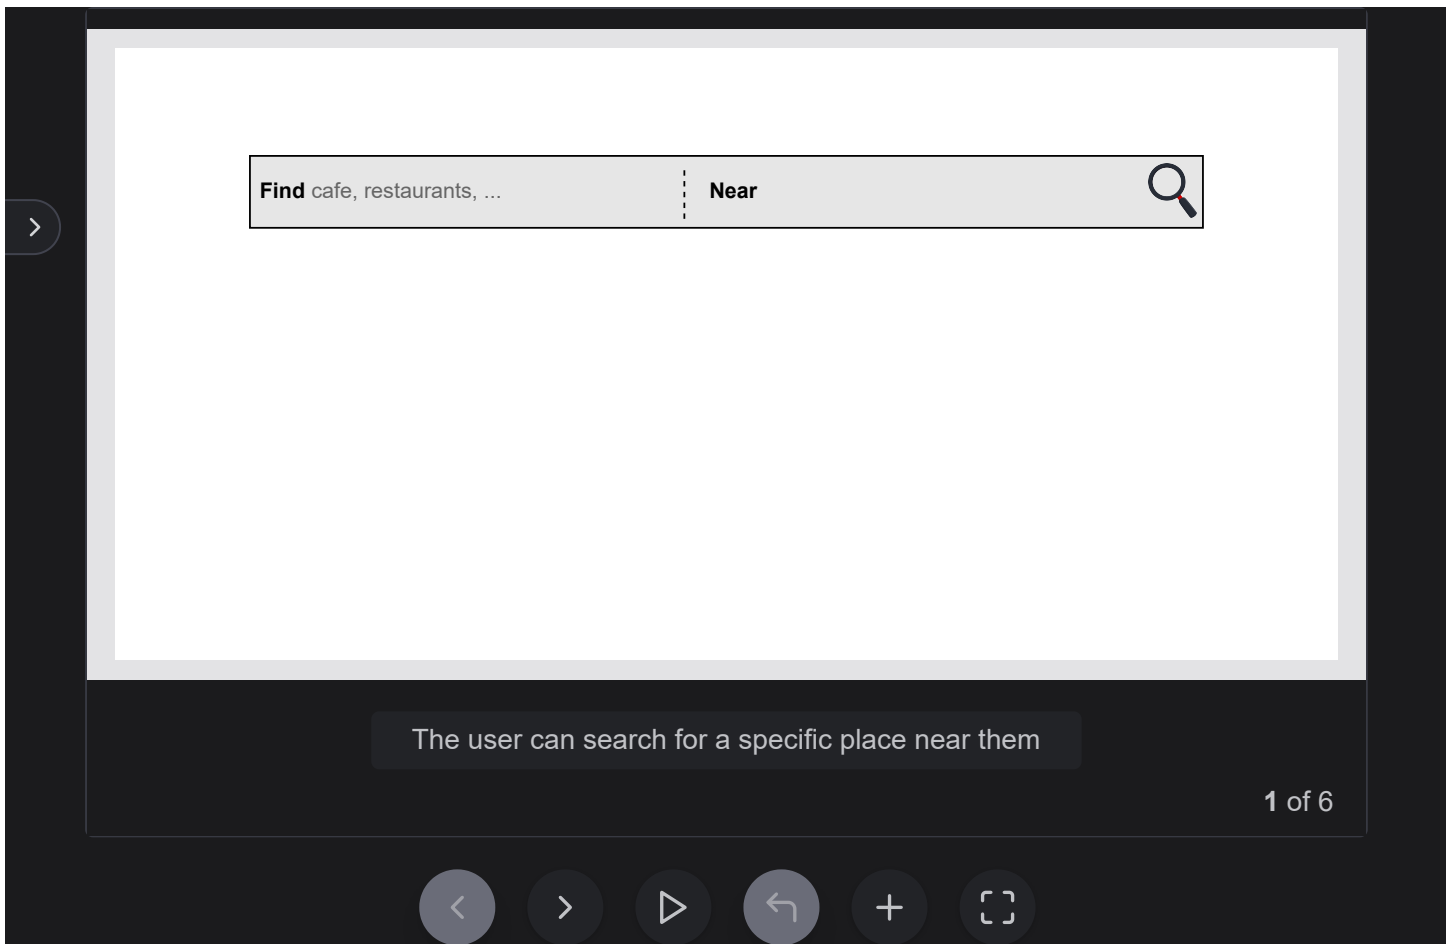 Find cafe, restaurants, ... Near
The user can search for a specific place near them
1 of 6